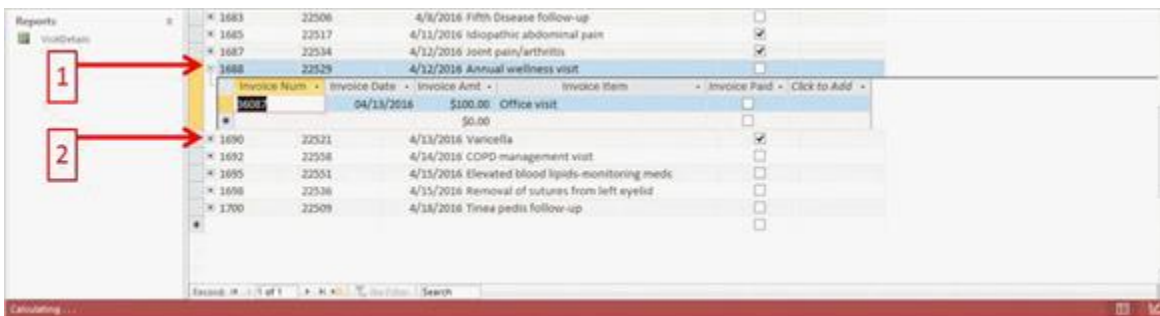 Reports
VisitDetails
1683 22506 4/8/2016 Fifth Disease follow-up
1685 22517 4/11/2016 Idiopathic abdominal pain
1687 22534 4/12/2016 Joint pain/arthritis
1
1688 22529 4/12/2016 Annual wellness visit
Invoice Num Invoice Date Invoice Amt Invoice Item Invoice Paid Click to Add
36087 04/13/2016 $100.00 Office visit
$0.00
2
1690 22521 4/13/2016 Varicella
1692 22558 4/14/2016 COPD management visit
1695 22551 4/15/2016 Elevated blood lipids-monitoring meds
1698 22536 4/15/2016 Removal of sutures from left eyelid
1700 22509 4/18/2016 Tinea pedis follow-up
Record: 1 of 1 No Filter Search
Calculating ...